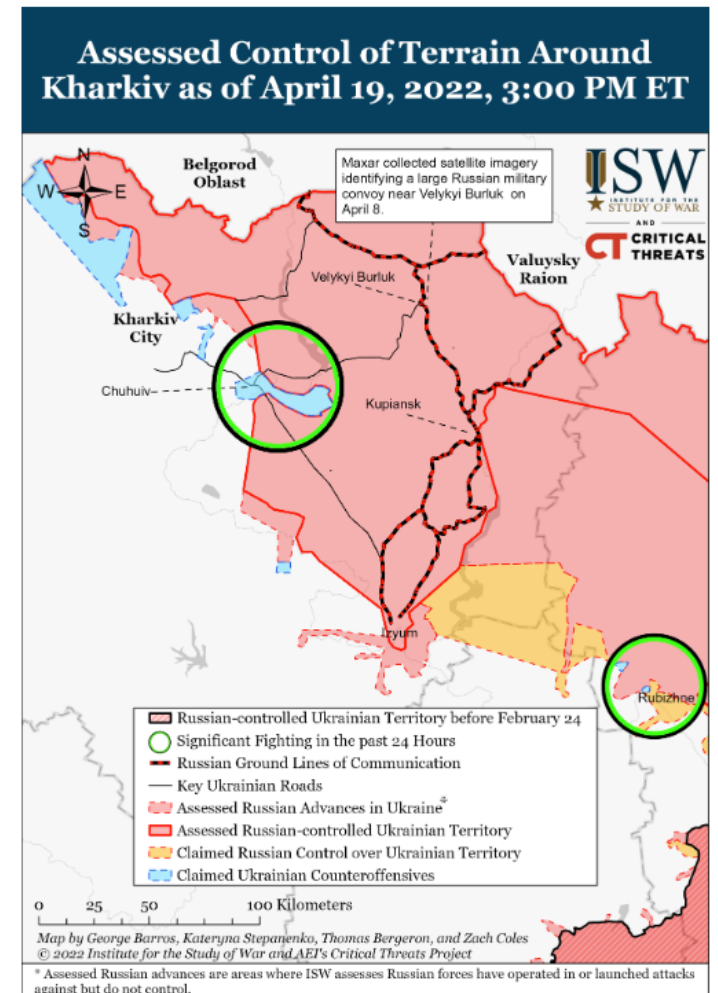 Assessed Control of Terrain Around
Kharkiv as of April 19, 2022, 3:00 PM ET
N
W
E
S
Belgorod
Oblast
Maxar collected satellite imagery
identifying a large Russian military
convoy near Velykyi Burluk on
April 8.
ISW
INSTITUTE FOR THE
STUDY OF WAR
AND
CT CRITICAL
THREATS
Valuysky
Raion
Velykyi Burluk
Kharkiv
City
Chuhuiv
Kupiansk
Izyum
Rubizhne
Russian-controlled Ukrainian Territory before February 24
Significant Fighting in the past 24 Hours
Russian Ground Lines of Communication
Key Ukrainian Roads
Assessed Russian Advances in Ukraine*
Assessed Russian-controlled Ukrainian Territory
Claimed Russian Control over Ukrainian Territory
Claimed Ukrainian Counteroffensives
0 25 50 100 Kilometers
Map by George Barros, Kateryna Stepanenko, Thomas Bergeron, and Zach Coles
© 2022 Institute for the Study of War and AEI's Critical Threats Project
* Assessed Russian advances are areas where ISW assesses Russian forces have operated in or launched attacks
against but do not control.